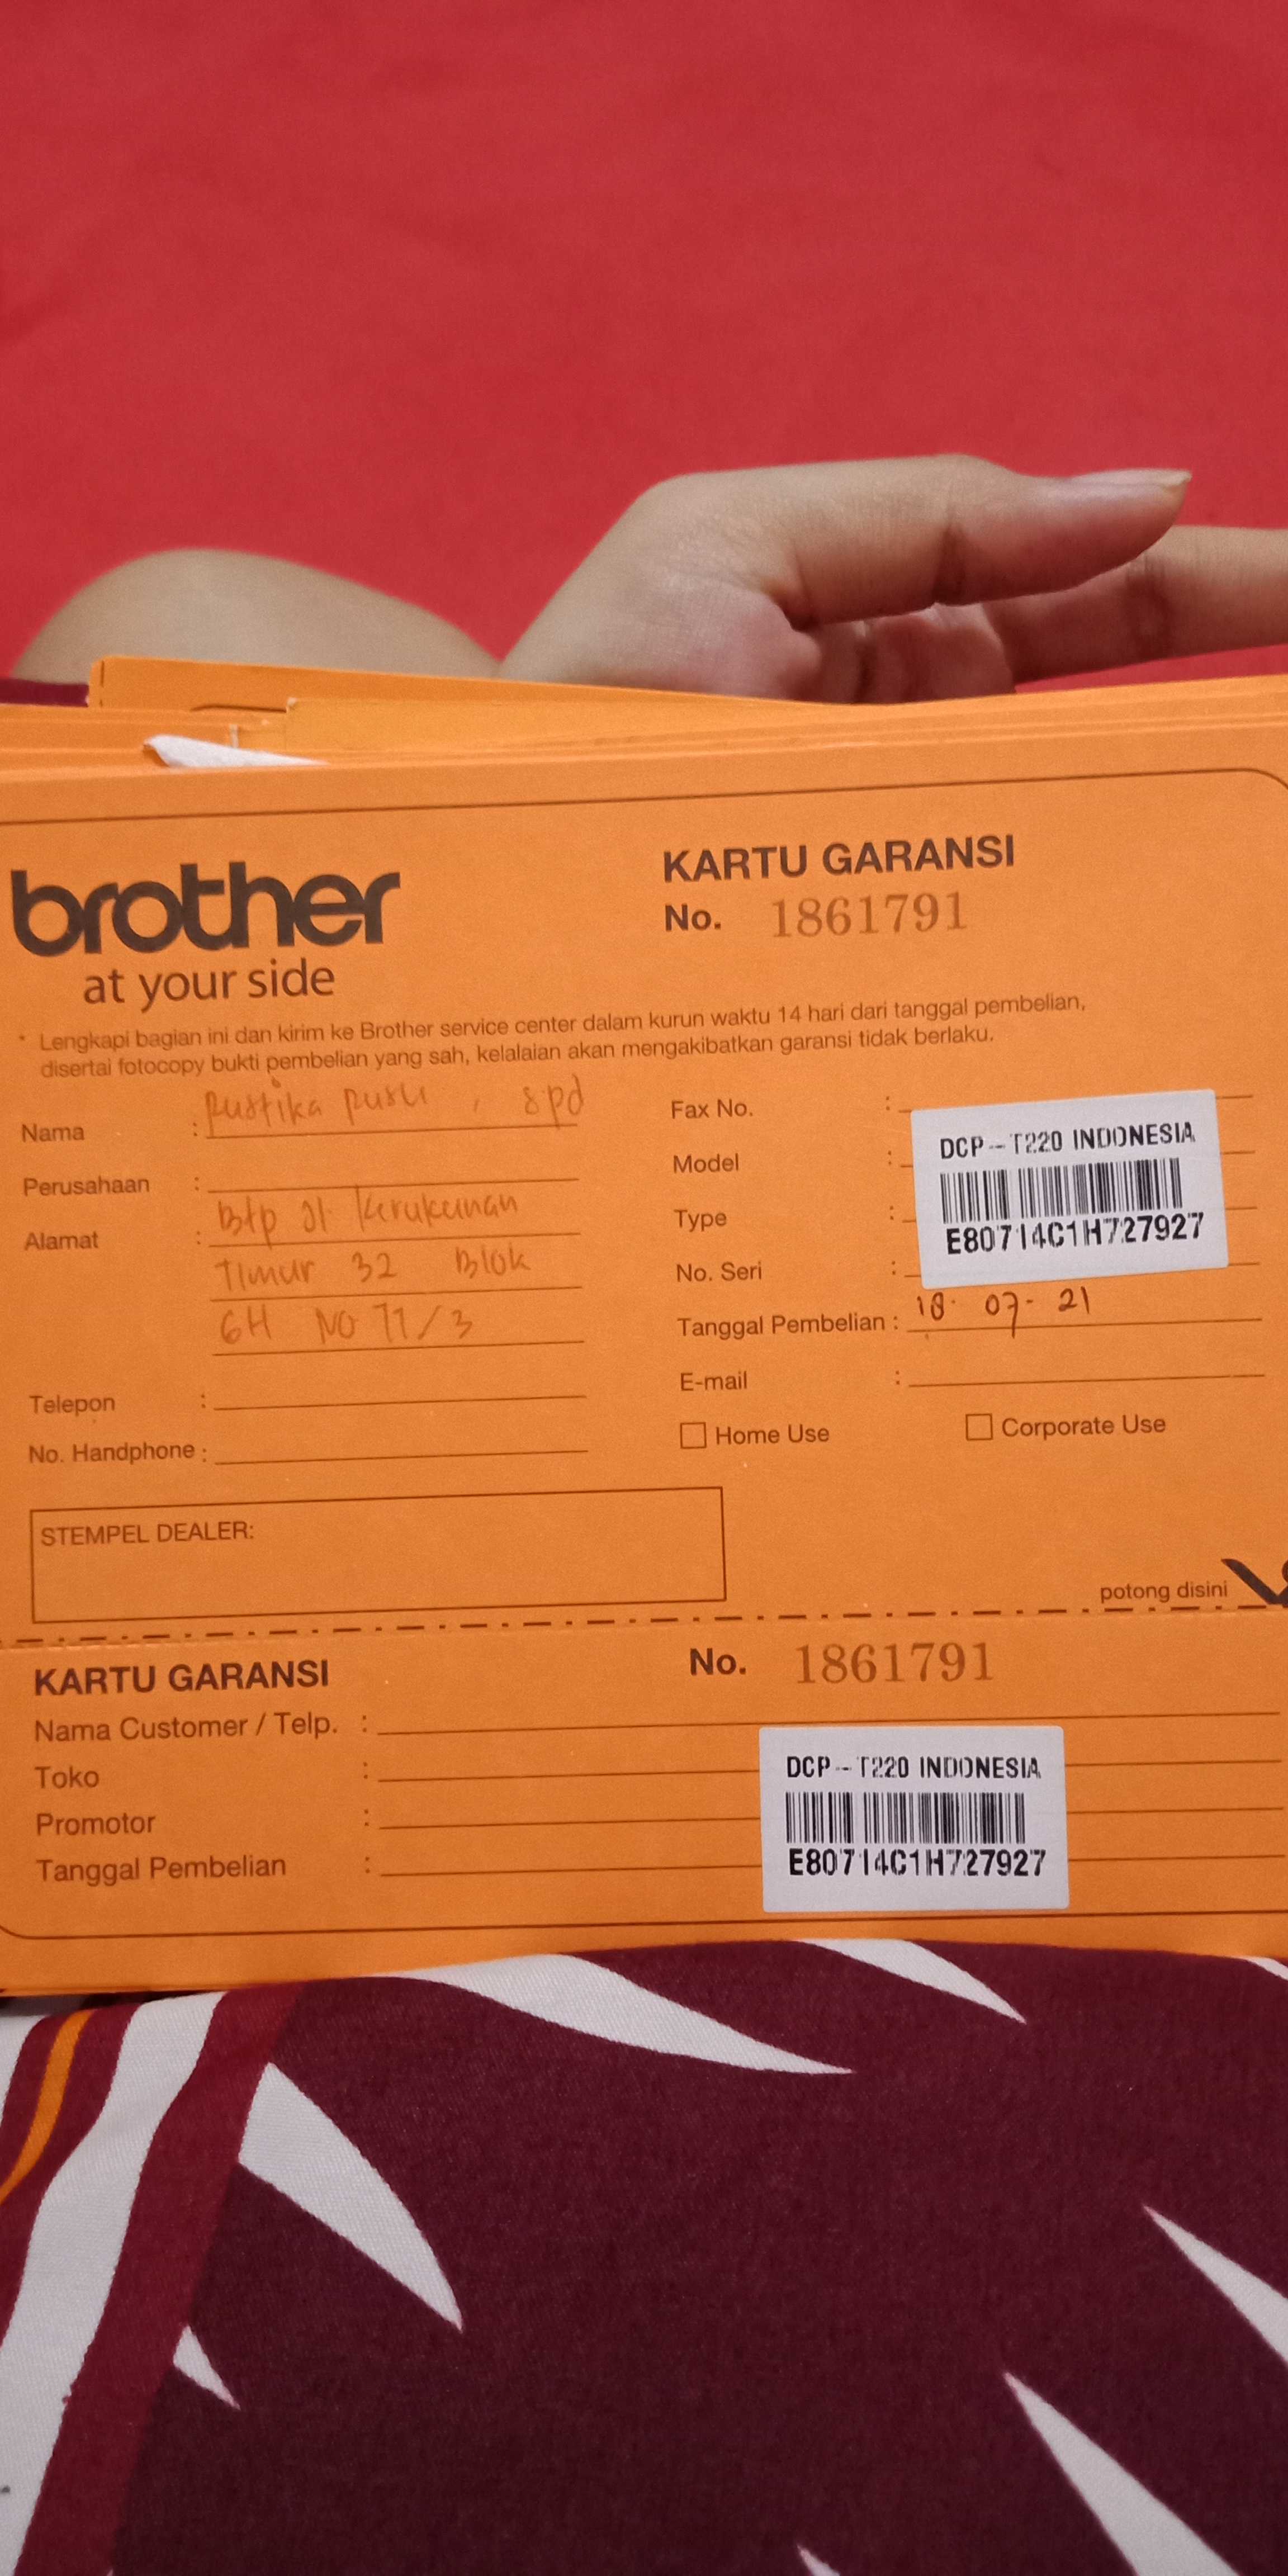 brother
at your side
KARTU GARANSI
No. 1861791
* Lengkapi bagian ini dan kirim ke Brother service center dalam kurun waktu 14 hari dari tanggal pembelian,
disertai fotocopy bukti pembelian yang sah, kelalaian akan mengakibatkan garansi tidak berlaku.
Nama : Rustika , Spd
Perusahaan :
Alamat : Btp Jl. Kerukunan
Timur 32 Blok
GH NO 71/3
Telepon :
No. Handphone :
Fax No. :
Model :
Type :
No. Seri :
DCP-T220 INDONESIA
E80714C1H727927
Tanggal Pembelian : 18-07-21
E-mail :
Home Use
Corporate Use
STEMPEL DEALER:
potong disini
KARTU GARANSI
No. 1861791
Nama Customer / Telp. :
Toko :
Promotor :
Tanggal Pembelian :
DCP-T220 INDONESIA
E80714C1H727927